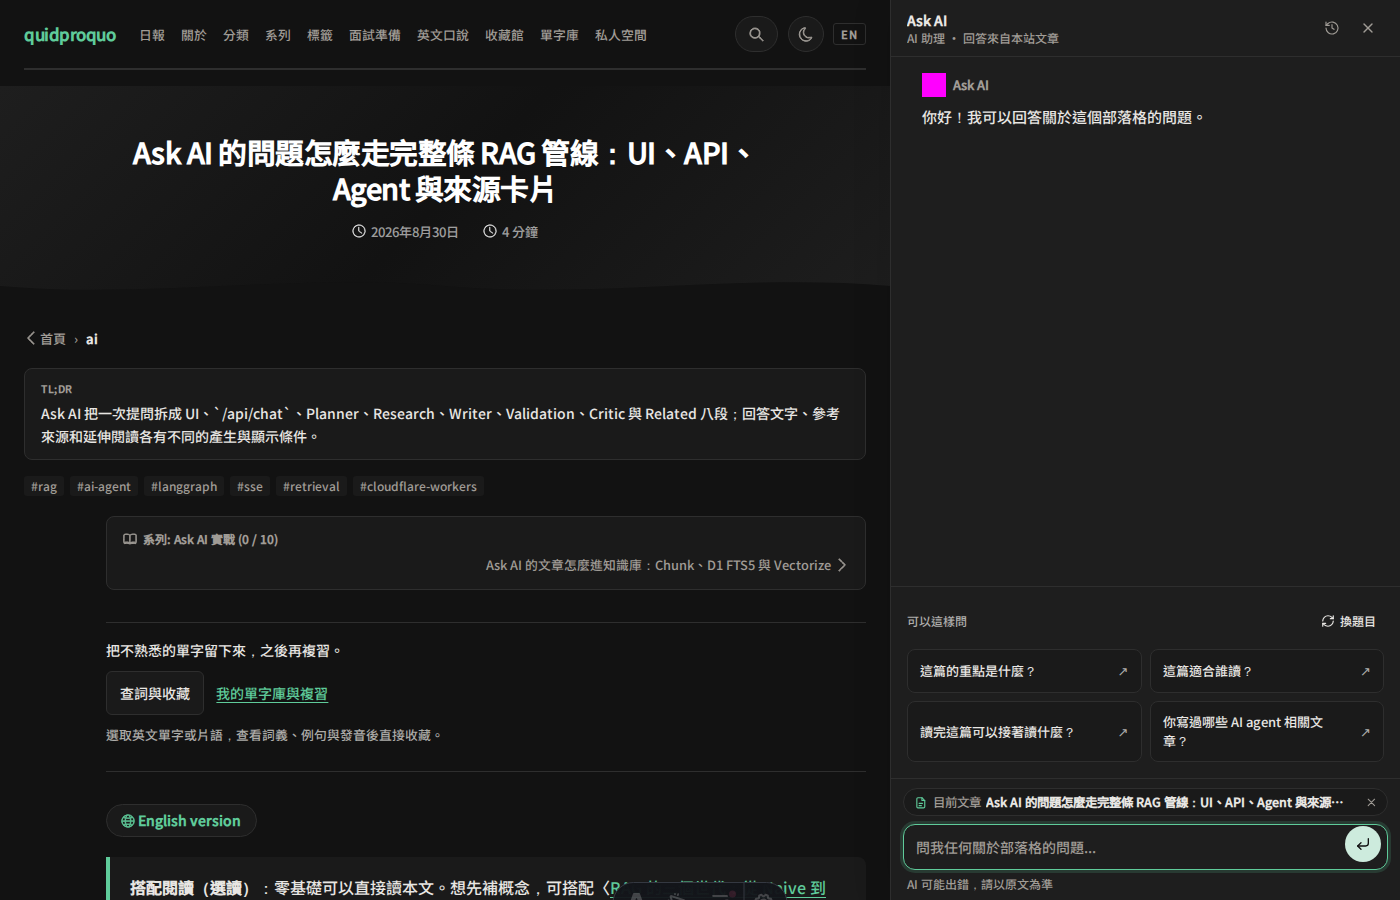 quidproquo 日報 關於 分類 系列 標籤 面試準備 英文口說 收藏館 單字庫 私人空間 EN
Ask AI 的問題怎麼走完整條 RAG 管線：UI、API、
Agent 與來源卡片
2026年8月30日 4 分鐘
首頁 › ai
TL;DR
Ask AI 把一次提問拆成 UI、`/api/chat`、Planner、Research、Writer、Validation、Critic 與 Related 八段；回答文字、參考
來源和延伸閱讀各有不同的產生與顯示條件。
#rag #ai-agent #langgraph #sse #retrieval #cloudflare-workers
系列: Ask AI 實戰 (0 / 10)
Ask AI 的文章怎麼進知識庫：Chunk、D1 FTS5 與 Vectorize
把不熟悉的單字留下來，之後再複習。
查詞與收藏 我的單字庫與複習
選取英文單字或片語，查看詞義、例句與發音後直接收藏。
English version
搭配閱讀（選讀）：零基礎可以直接讀本文。想先補概念，可搭配〈
Ask AI
AI 助理 · 回答來自本站文章
Ask AI
你好！我可以回答關於這個部落格的問題。
可以這樣問 換題目
這篇的重點是什麼？ ↗
這篇適合誰讀？ ↗
讀完這篇可以接著讀什麼？ ↗
你寫過哪些 AI agent 相關文
章？ ↗
目前文章 Ask AI 的問題怎麼走完整條 RAG 管線：UI、API、Agent 與來源…
問我任何關於部落格的問題...
AI 可能出錯，請以原文為準